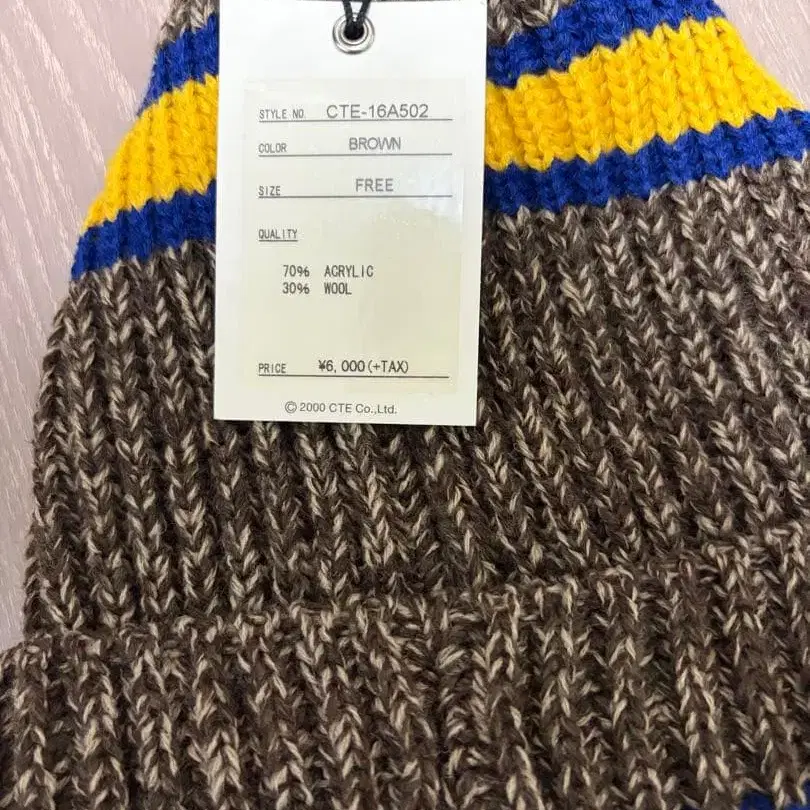 STYLE NO. CTE-16A502
COLOR BROWN
SIZE FREE
QUALITY
70% ACRYLIC
30% WOOL
PRICE ¥6,000(+TAX)
© 2000 CTE Co.,Ltd.